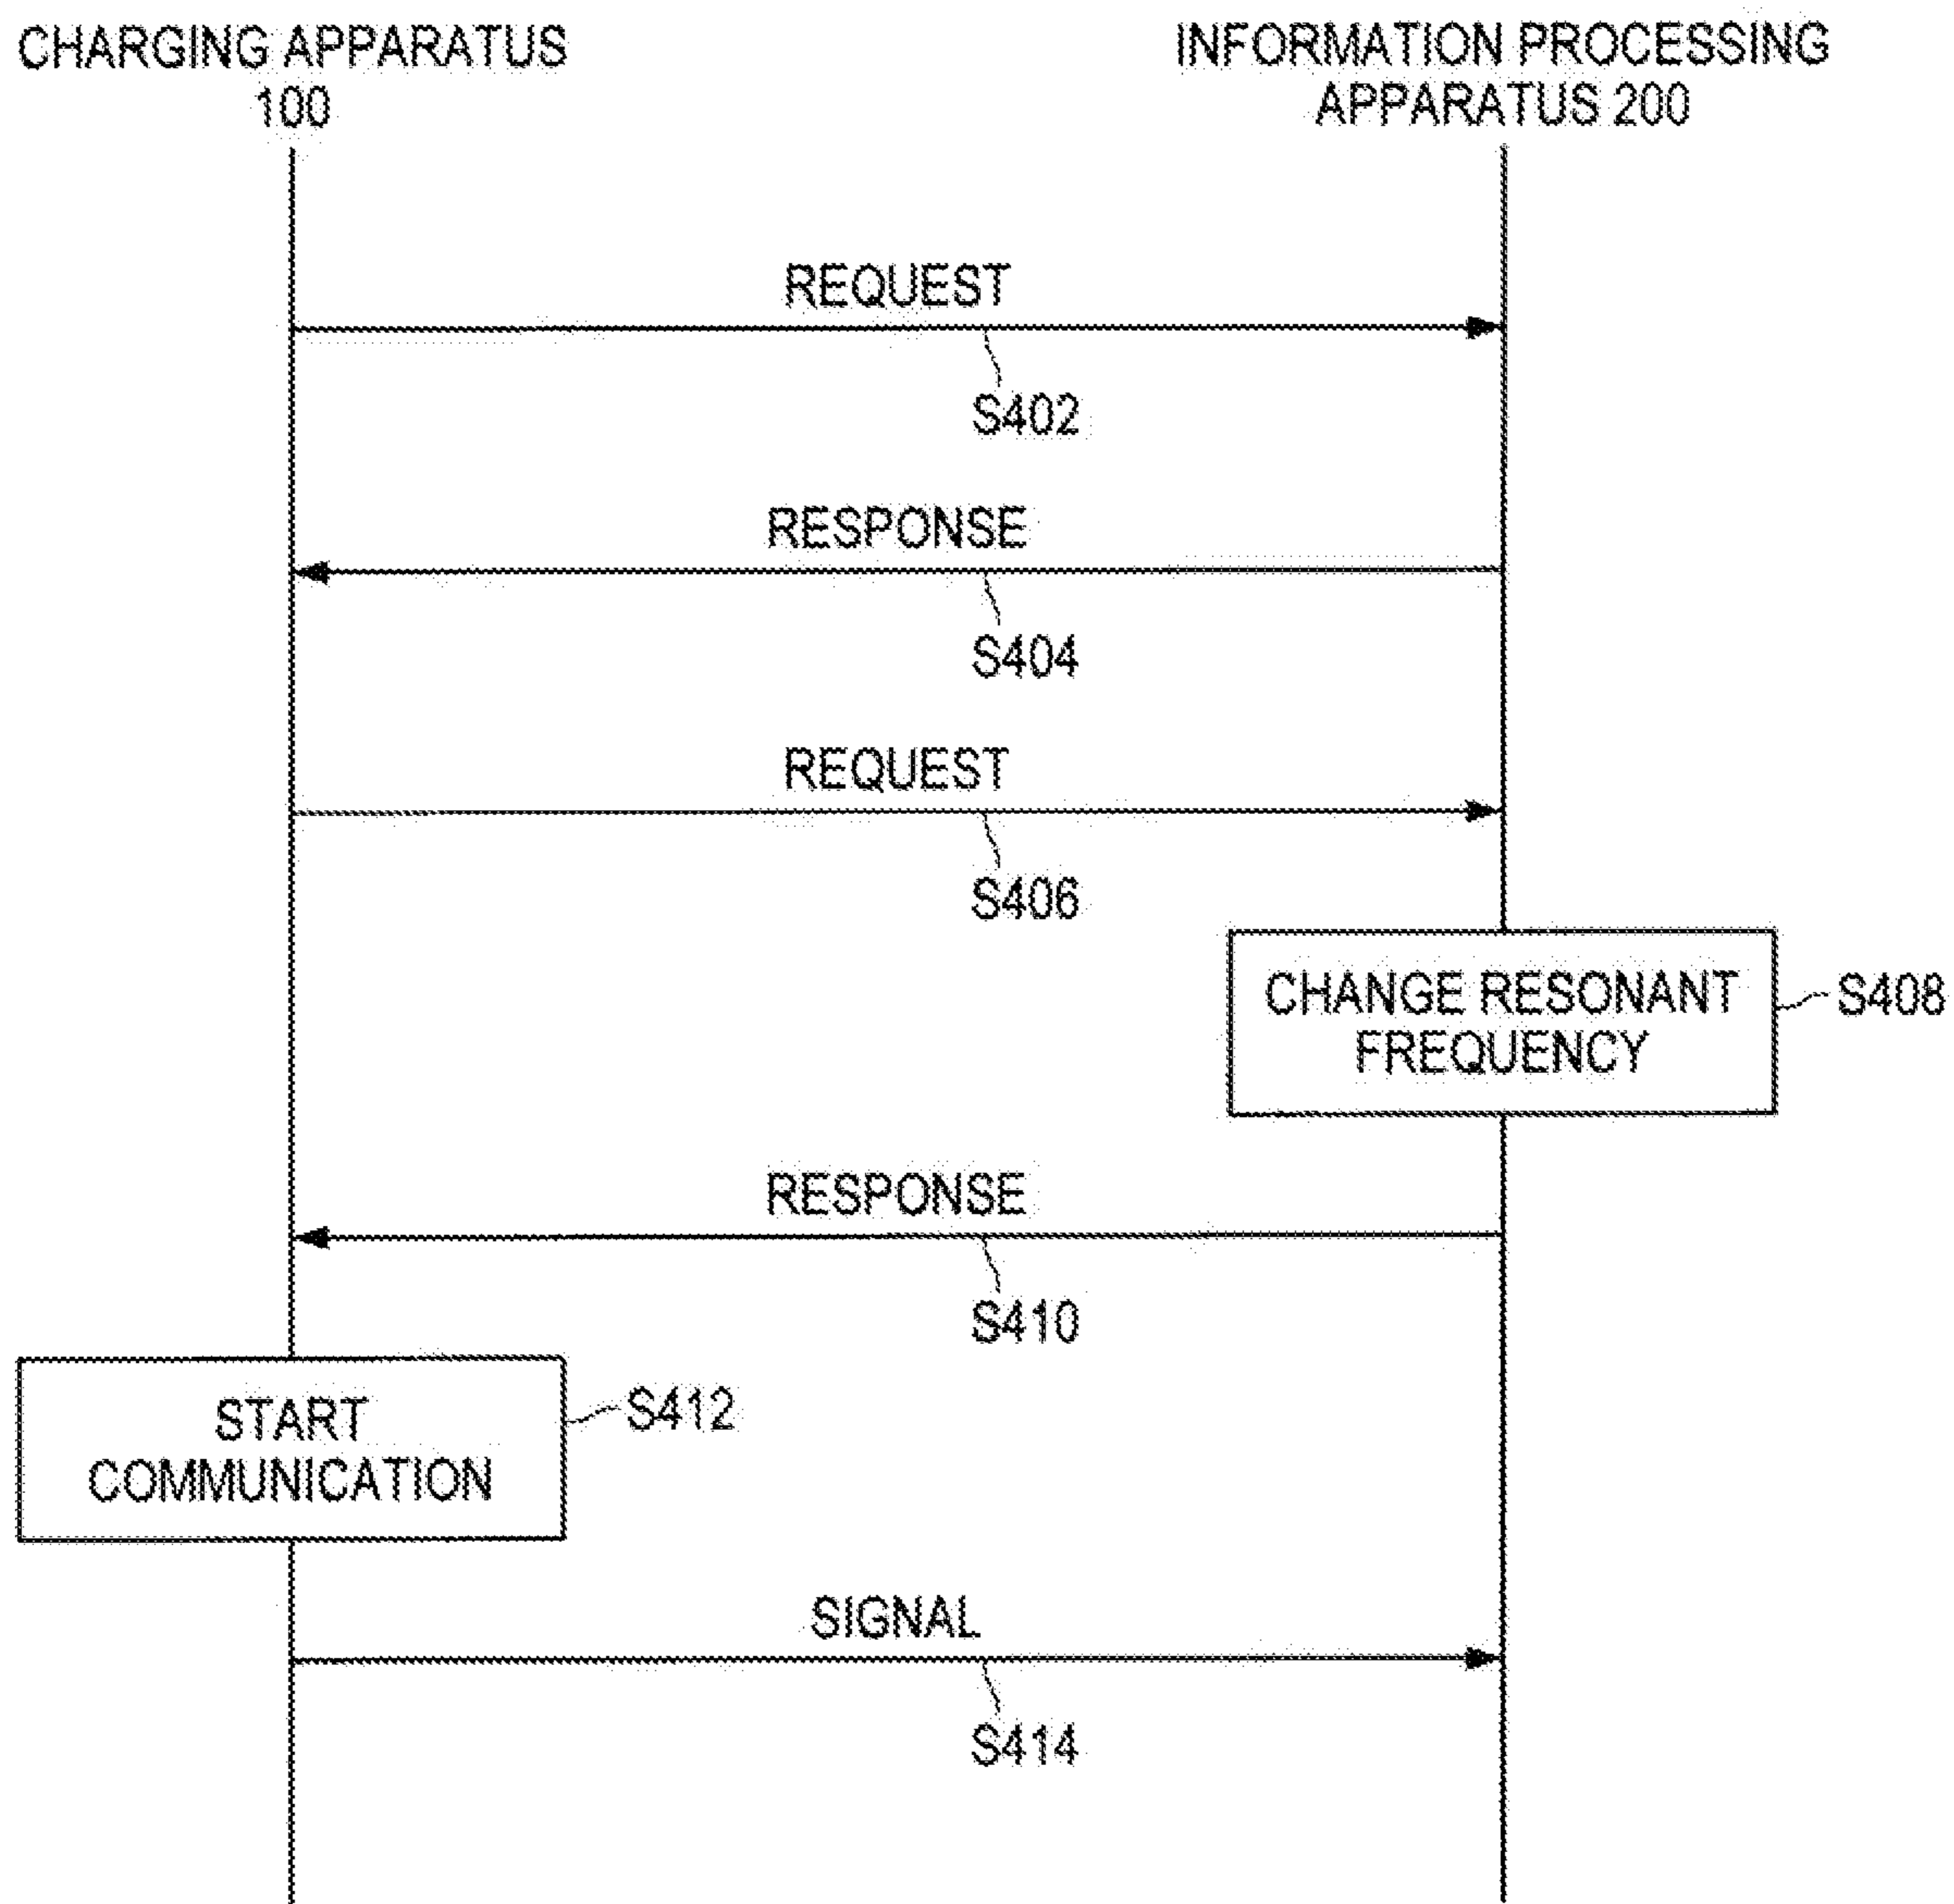 CHARGING APPARATUS
100
INFORMATION PROCESSING
APPARATUS 200
REQUEST
S402
RESPONSE
S404
REQUEST
S406
CHANGE RESONANT
FREQUENCY
S408
RESPONSE
S410
START
COMMUNICATION
S412
SIGNAL
S414